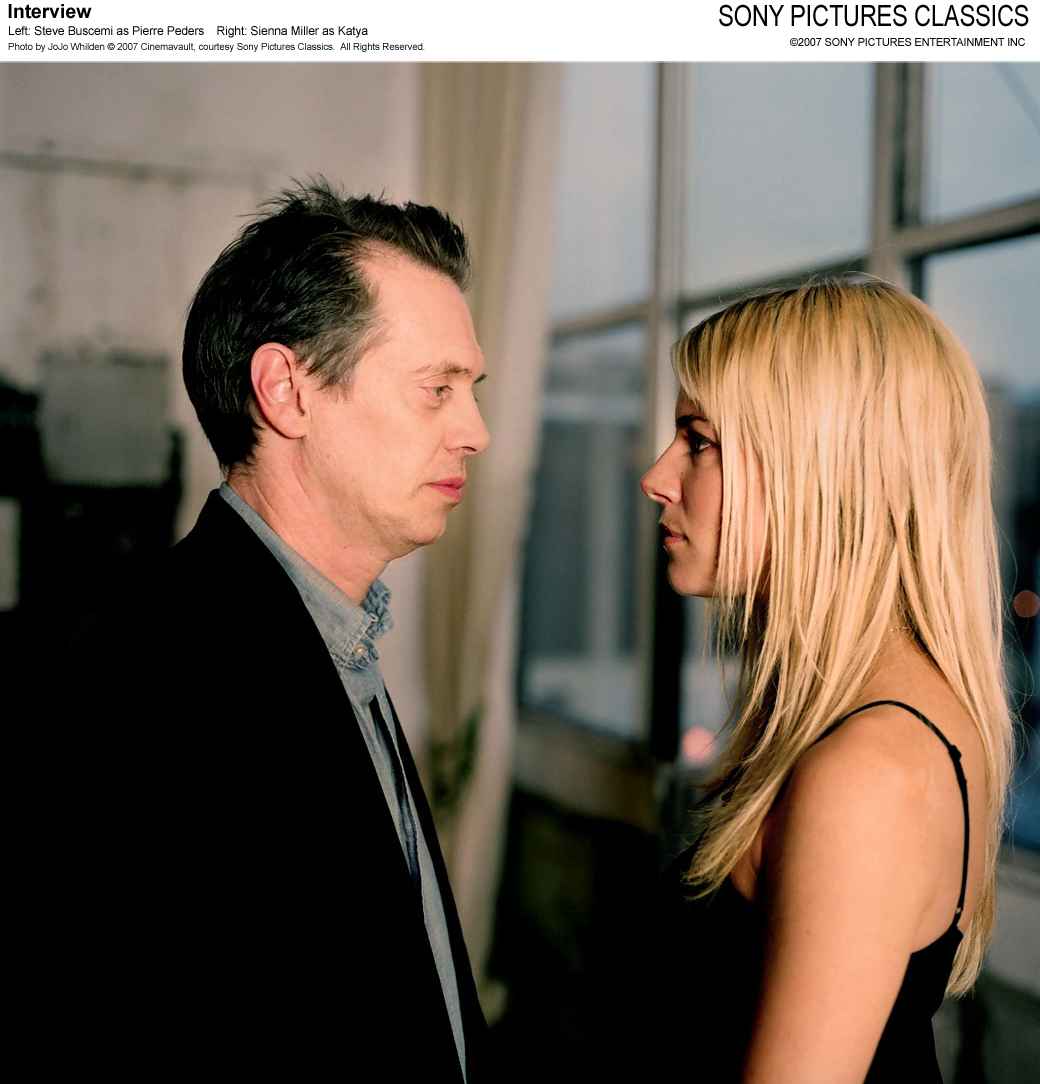 Interview
Left: Steve Buscemi as Pierre Peders Right: Sienna Miller as Katya
Photo by JoJo Whilden © 2007 Cinemavault, courtesy Sony Pictures Classics. All Rights Reserved.
SONY PICTURES CLASSICS
©2007 SONY PICTURES ENTERTAINMENT INC